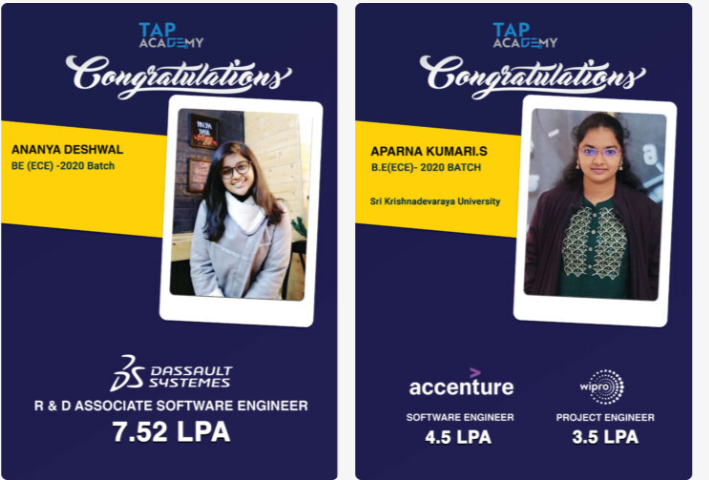 TAP
ACADEMY
Congratulations
ANANYA DESHWAL
BE (ECE) -2020 Batch
DASSAULT
SYSTEMES
R & D ASSOCIATE SOFTWARE ENGINEER
7.52 LPA
TAP
ACADEMY
Congratulations
APARNA KUMARI.S
B.E(ECE)- 2020 BATCH
Sri Krishnadevaraya University
accenture
SOFTWARE ENGINEER
4.5 LPA
wipro
PROJECT ENGINEER
3.5 LPA